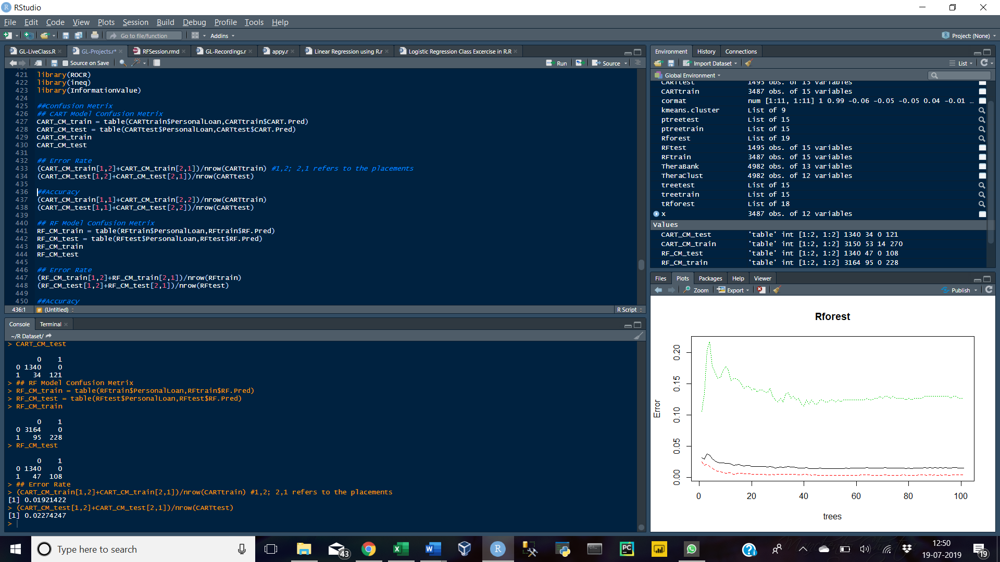 RStudio
File Edit Code View Plots Session Build Debug Profile Tools Help
Go to file/function Addins Project: (None)
GL-LiveClass.R GL-Projects.r* RFSession.rmd GL-Recordings.r appy.r Linear Regression using R.r Logistic Regression Class Excercise in R.R
Source on Save Run Source
421 library(ROCR)
422 library(ineq)
423 library(InformationValue)
424
425 ##Confusion Metrix
426 ## CART Model Confusion Metrix
427 CART_CM_train = table(CARTtrain$PersonalLoan,CARTtrain$CART.Pred)
428 CART_CM_test = table(CARTtest$PersonalLoan,CARTtest$CART.Pred)
429 CART_CM_train
430 CART_CM_test
431
432 ## Error Rate
433 (CART_CM_train[1,2]+CART_CM_train[2,1])/nrow(CARTtrain) #1,2; 2,1 refers to the placements
434 (CART_CM_test[1,2]+CART_CM_test[2,1])/nrow(CARTtest)
435
436 ##Accuracy
437 (CART_CM_train[1,1]+CART_CM_train[2,2])/nrow(CARTtrain)
438 (CART_CM_test[1,1]+CART_CM_test[2,2])/nrow(CARTtest)
439
440 ## RF Model Confusion Metrix
441 RF_CM_train = table(RFtrain$PersonalLoan,RFtrain$RF.Pred)
442 RF_CM_test = table(RFtest$PersonalLoan,RFtest$RF.Pred)
443 RF_CM_train
444 RF_CM_test
445
446 ## Error Rate
447 (RF_CM_train[1,2]+RF_CM_train[2,1])/nrow(RFtrain)
448 (RF_CM_test[1,2]+RF_CM_test[2,1])/nrow(RFtest)
449
450 ##Accuracy
436:1 # (Untitled) R Script
Console Terminal
~/R Dataset/
> CART_CM_test
0 1
0 1340 0
1 34 121
> ## RF Model Confusion Metrix
> RF_CM_train = table(RFtrain$PersonalLoan,RFtrain$RF.Pred)
> RF_CM_test = table(RFtest$PersonalLoan,RFtest$RF.Pred)
> RF_CM_train
0 1
0 3164 0
1 95 228
> RF_CM_test
0 1
0 1340 0
1 47 108
> ## Error Rate
> (CART_CM_train[1,2]+CART_CM_train[2,1])/nrow(CARTtrain) #1,2; 2,1 refers to the placements
[1] 0.01921422
> (CART_CM_test[1,2]+CART_CM_test[2,1])/nrow(CARTtest)
[1] 0.02274247
>
Environment History Connections
Import Dataset List
Global Environment
CARTtest 1495 obs. of 15 variables
CARTtrain 3487 obs. of 15 variables
cormat num [1:11, 1:11] 1 0.99 -0.06 -0.05 -0.05 0.04 -0.01 …
kmeans.cluster List of 9
ptreetest List of 15
ptreetrain List of 15
Rforest List of 19
RFtest 1495 obs. of 15 variables
RFtrain 3487 obs. of 15 variables
TheraBank 4982 obs. of 13 variables
TheraClust 4982 obs. of 12 variables
treetest List of 15
treetrain List of 15
tRforest List of 18
x 3487 obs. of 12 variables
Values
CART_CM_test 'table' int [1:2, 1:2] 1340 34 0 121
CART_CM_train 'table' int [1:2, 1:2] 3150 53 14 270
RF_CM_test 'table' int [1:2, 1:2] 1340 47 0 108
RF_CM_train 'table' int [1:2, 1:2] 3164 95 0 228
Files Plots Packages Help Viewer
Zoom Export Publish
Rforest
Error
0.20
0.15
0.10
0.05
0.00
0 20 40 60 80 100
trees
Type here to search
43
R
PC
12:50
19-07-2019
19